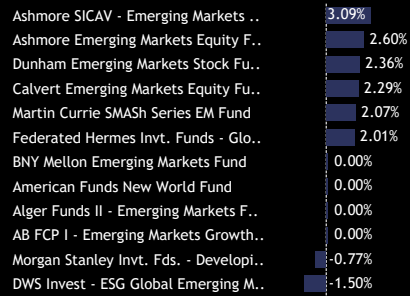 Ashmore SICAV - Emerging Markets .. 3.09%
Ashmore Emerging Markets Equity F.. 2.60%
Dunham Emerging Markets Stock Fu.. 2.36%
Calvert Emerging Markets Equity Fu.. 2.29%
Martin Currie SMASh Series EM Fund 2.07%
Federated Hermes Invt. Funds - Glo.. 2.01%
BNY Mellon Emerging Markets Fund 0.00%
American Funds New World Fund 0.00%
Alger Funds II - Emerging Markets F.. 0.00%
AB FCP I - Emerging Markets Growth.. 0.00%
Morgan Stanley Invt. Fds. - Developi.. -0.77%
DWS Invest - ESG Global Emerging M.. -1.50%